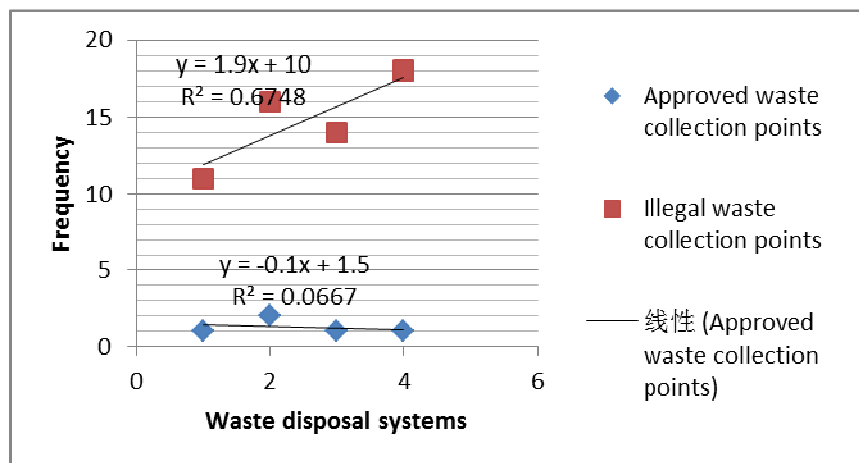 20
15
10
5
0
Frequency
y = 1.9x + 10
R² = 0.6748
y = -0.1x + 1.5
R² = 0.0667
0 2 4 6
Waste disposal systems
Approved waste
collection points
Illegal waste
collection points
线性 (Approved
waste collection
points)